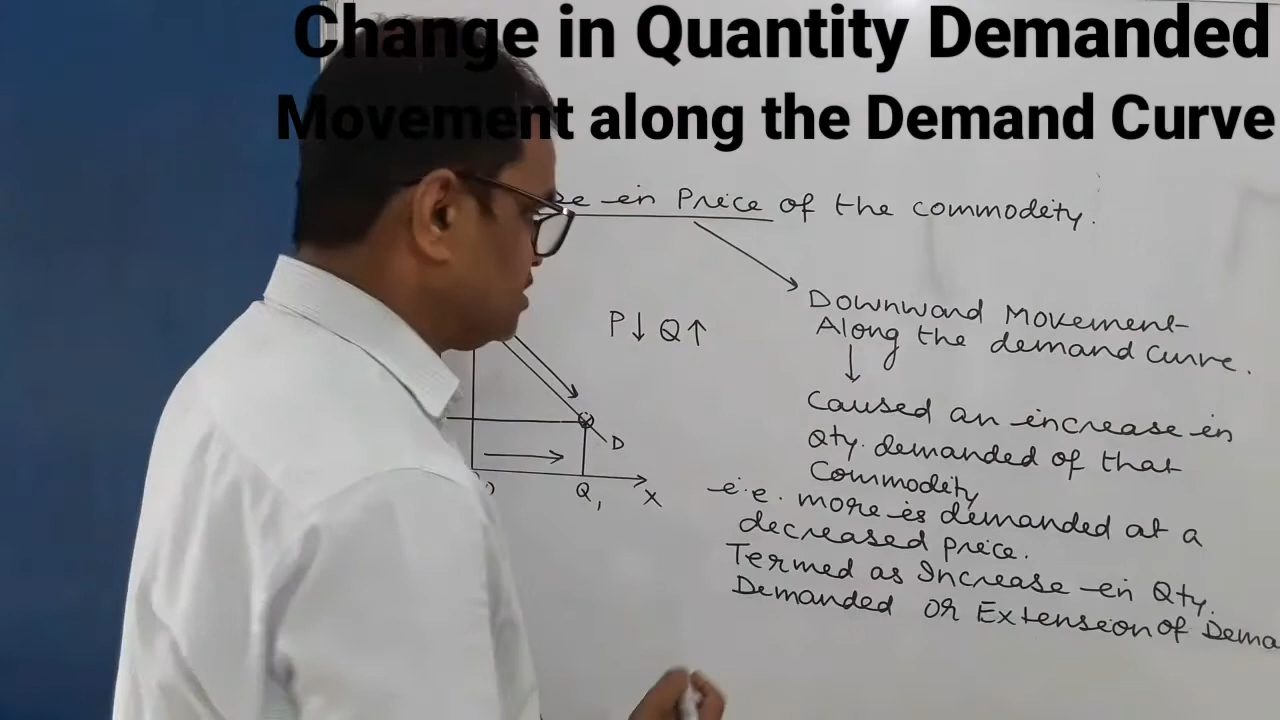 Change in Quantity Demanded
Movement along the Demand Curve
in Price of the commodity.
Downward Movement
Along the demand curve.
P↓ Q↑
Caused an increase in
Qty. demanded of that
Commodity
i.e. more is demanded at a
decreased price.
Termed as Increase in Qty.
Demanded or Extension of Dema
D
Q1
X